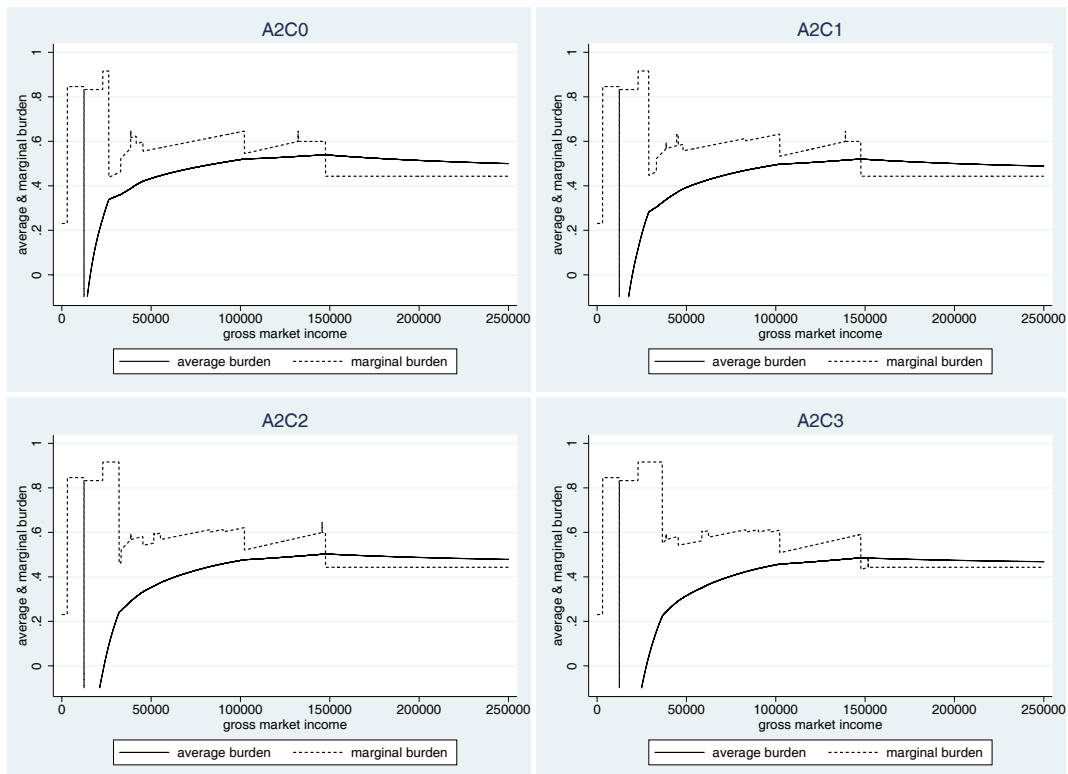 A2C0
average & marginal burden
1
.8
.6
.4
.2
0
0 50000 100000 150000 200000 250000
gross market income
average burden marginal burden
A2C1
average & marginal burden
1
.8
.6
.4
.2
0
0 50000 100000 150000 200000 250000
gross market income
average burden marginal burden
A2C2
average & marginal burden
1
.8
.6
.4
.2
0
0 50000 100000 150000 200000 250000
gross market income
average burden marginal burden
A2C3
average & marginal burden
1
.8
.6
.4
.2
0
0 50000 100000 150000 200000 250000
gross market income
average burden marginal burden